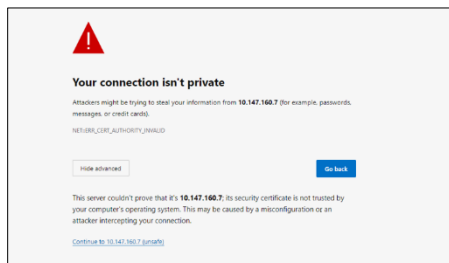 Your connection isn't private
Attackers might be trying to steal your information from 10.147.160.7 (for example, passwords,
messages, or credit cards).
NET::ERR_CERT_AUTHORITY_INVALID
Hide advanced
Go back
This server couldn't prove that it's 10.147.160.7; its security certificate is not trusted by
your computer's operating system. This may be caused by a misconfiguration or an
attacker intercepting your connection.
Continue to 10.147.160.7 (unsafe)